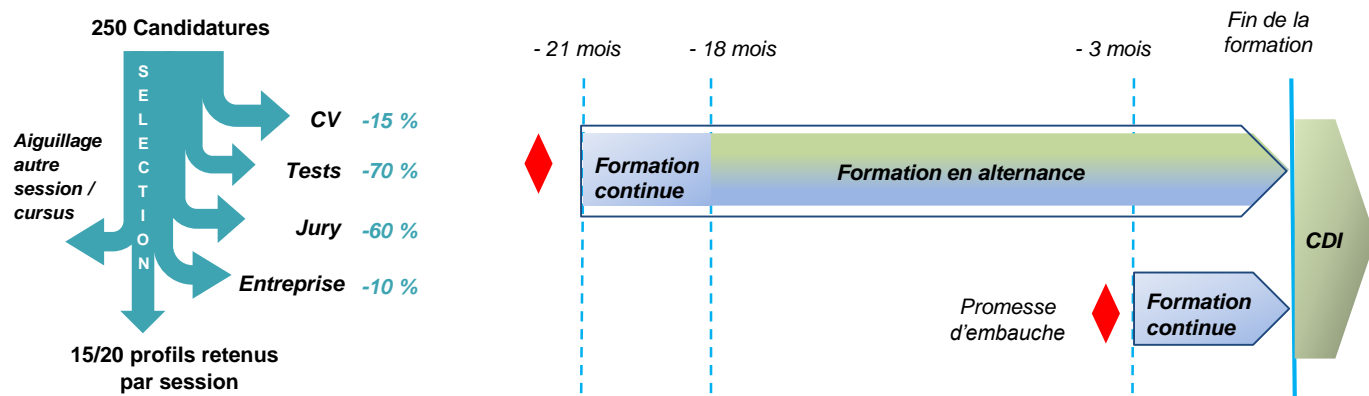 250 Candidatures
SELECTION
CV -15 %
Tests -70 %
Jury -60 %
Entreprise -10 %
Aiguillage
autre
session /
cursus
15/20 profils retenus
par session
- 21 mois
- 18 mois
- 3 mois
Fin de la
formation
Formation
continue
Formation en alternance
Promesse
d'embauche
Formation
continue
CDI